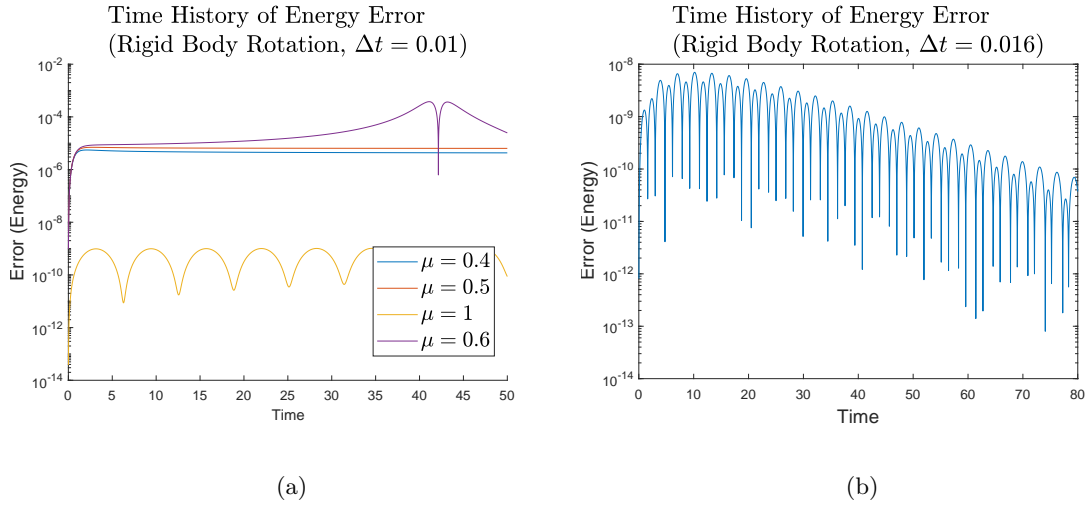 Time History of Energy Error
(Rigid Body Rotation, Δt = 0.01)
Error (Energy)
10^-2
10^-4
10^-6
10^-8
10^-10
10^-12
10^-14
μ = 0.4
μ = 0.5
μ = 1
μ = 0.6
0 5 10 15 20 25 30 35 40 45 50
Time
(a)
Time History of Energy Error
(Rigid Body Rotation, Δt = 0.016)
Error (Energy)
10^-8
10^-9
10^-10
10^-11
10^-12
10^-13
10^-14
0 10 20 30 40 50 60 70 80
Time
(b)